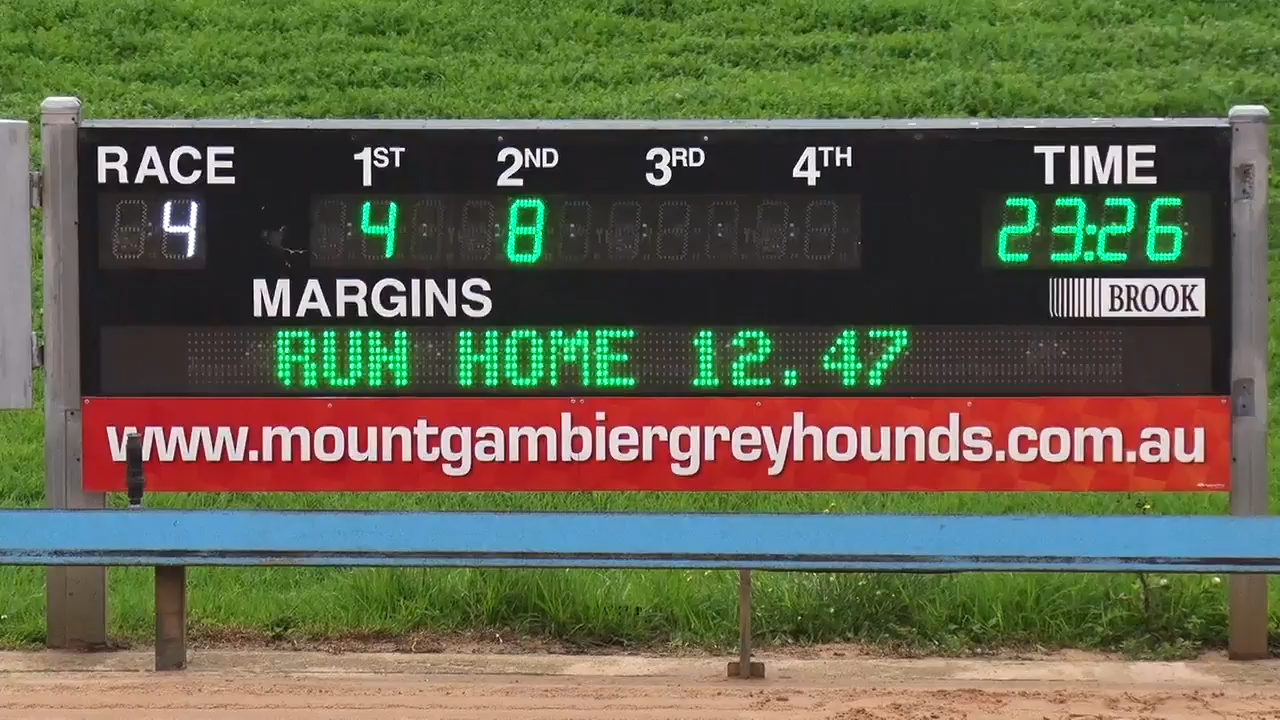 RACE 1ST 2ND 3RD 4TH TIME
4 4 8 23:26
MARGINS BROOK
RUN HOME 12.47
www.mountgambiergreyhounds.com.au